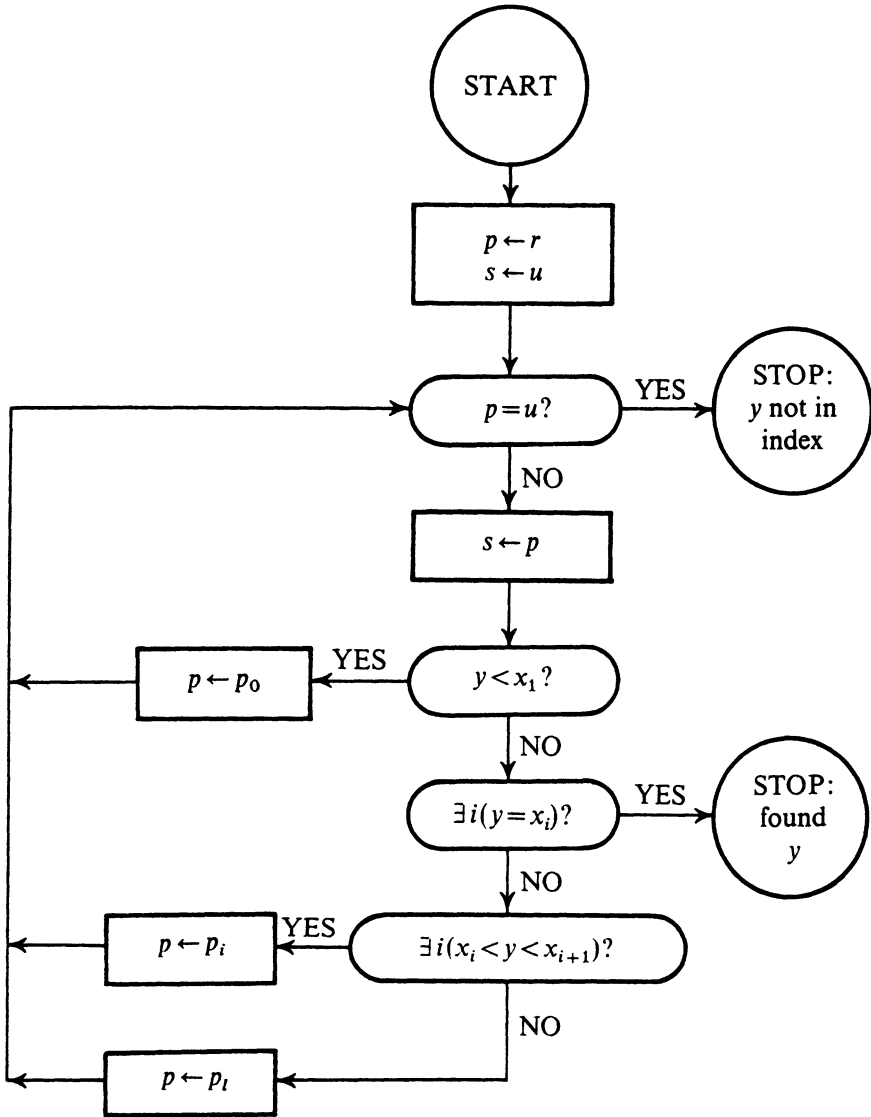 START
p ← r
s ← u
p = u?
YES
STOP:
y not in
index
NO
s ← p
y < x₁?
YES
p ← p₀
NO
∃ i(y = xᵢ)?
YES
STOP:
found
y
NO
∃ i(xᵢ < y < xᵢ₊₁)?
YES
p ← pᵢ
NO
p ← pₗ